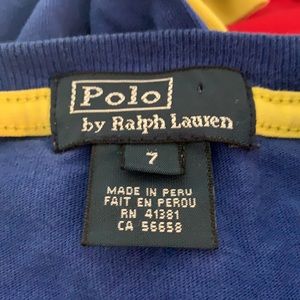 Polo
by Ralph Lauren
7
MADE IN PERU
FAIT EN PEROU
RN 41381
CA 56658